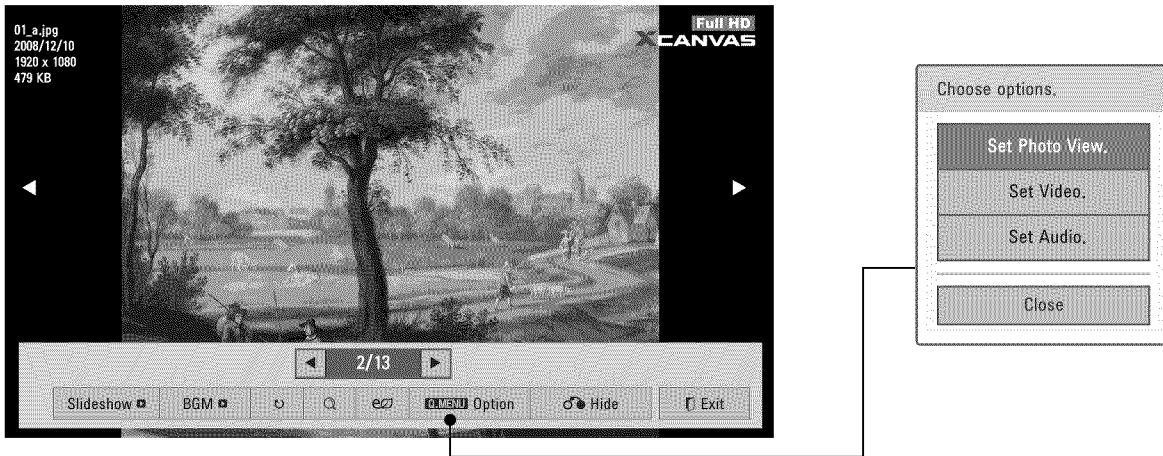 01_a.jpg
2008/12/10
1920 x 1080
479 KB
Full HD
XCANVAS
2/13
Slideshow
BGM
Q.MENU Option
Hide
Exit
Choose options.
Set Photo View.
Set Video.
Set Audio.
Close